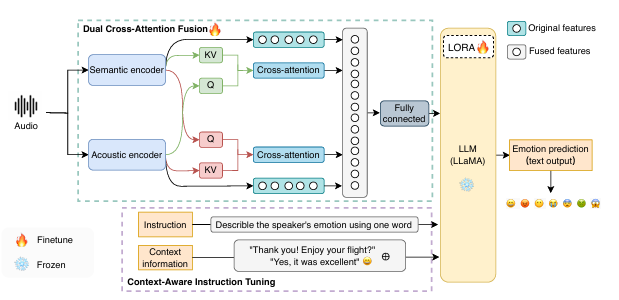 Dual Cross-Attention Fusion
Original features
Fused features
LORA
Semantic encoder
KV
Q
Cross-attention
Audio
Fully
connected
Acoustic encoder
Q
KV
Cross-attention
LLM
(LLaMA)
Emotion prediction
(text output)
Instruction
Describle the speaker's emotion using one word
Context
information
"Thank you! Enjoy your flight?"
"Yes, it was excellent"
Context-Aware Instruction Tuning
Finetune
Frozen